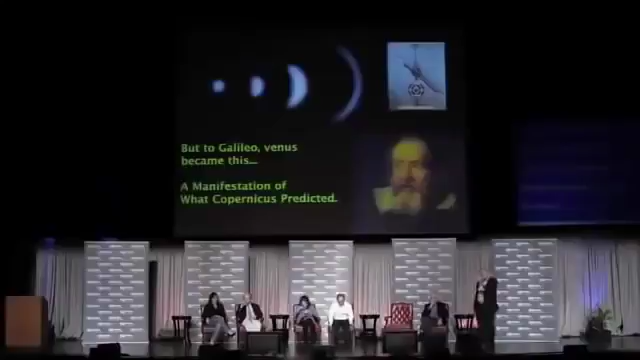 But to Galileo, venus
became this...
A Manifestation of
What Copernicus Predicted.